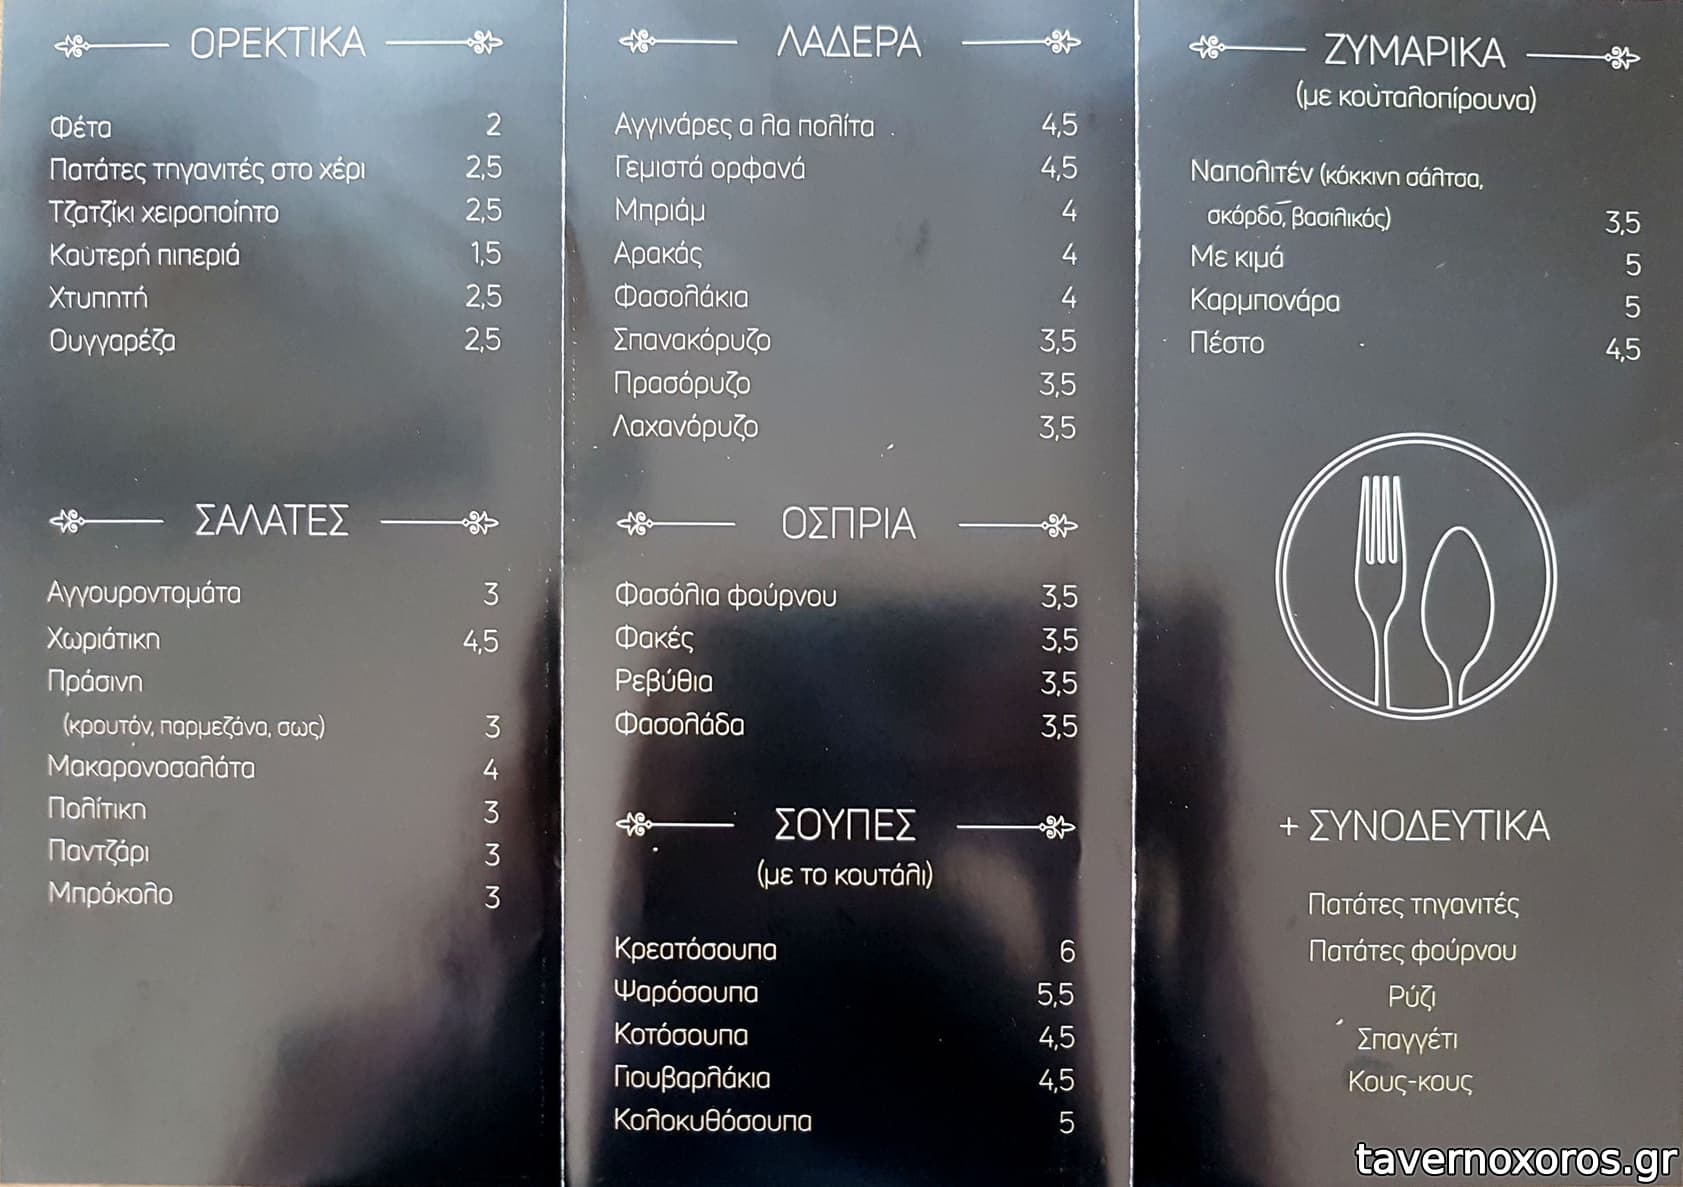 ΟΡΕΚΤΙΚΑ
Φέτα 2
Πατάτες τηγανιτές στο χέρι 2,5
Τζατζίκι χειροποίητο 2,5
Καυτερή πιπεριά 1,5
Χτυπητή 2,5
Ουγγαρέζα 2,5
ΣΑΛΑΤΕΣ
Αγγουροντομάτα 3
Χωριάτικη 4,5
Πράσινη
(κρουτόν, παρμεζάνα, σως) 3
Μακαρονοσαλάτα 4
Πολίτικη 3
Παντζάρι 3
Μπρόκολο 3
ΛΑΔΕΡΑ
Αγγινάρες α λα πολίτα 4,5
Γεμιστά ορφανά 4,5
Μπριάμ 4
Αρακάς 4
Φασολάκια 4
Σπανακόρυζο 3,5
Πρασόρυζο 3,5
Λαχανόρυζο 3,5
ΟΣΠΡΙΑ
Φασόλια φούρνου 3,5
Φακές 3,5
Ρεβύθια 3,5
Φασολάδα 3,5
ΣΟΥΠΕΣ
(με το κουτάλι)
Κρεατόσουπα 6
Ψαρόσουπα 5,5
Κοτόσουπα 4,5
Γιουβαρλάκια 4,5
Κολοκυθόσουπα 5
ΖΥΜΑΡΙΚΑ
(με κουταλοπίρουνα)
Ναπολιτέν (κόκκινη σάλτσα,
σκόρδο, βασιλικός) 3,5
Με κιμά 5
Καρμπονάρα 5
Πέστο 4,5
+ ΣΥΝΟΔΕΥΤΙΚΑ
Πατάτες τηγανιτές
Πατάτες φούρνου
Ρύζι
Σπαγγέτι
Κους-κους
tavernoxoros.gr